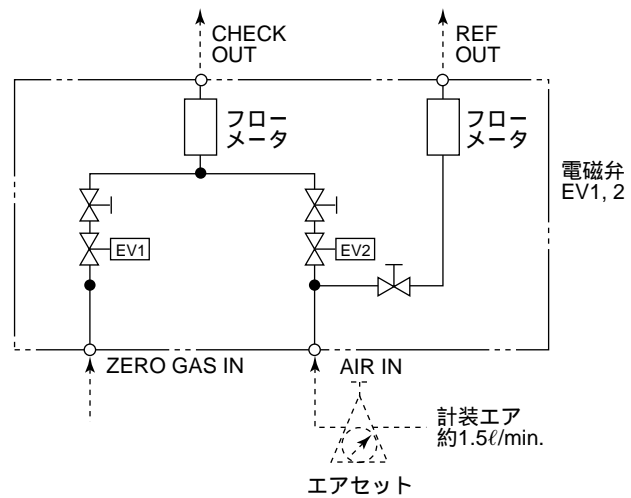 CHECK
OUT
REF
OUT
フロー
メータ
フロー
メータ
電磁弁
EV1, 2
EV1
EV2
ZERO GAS IN
AIR IN
計装エア
約1.5ℓ/min.
エアセット